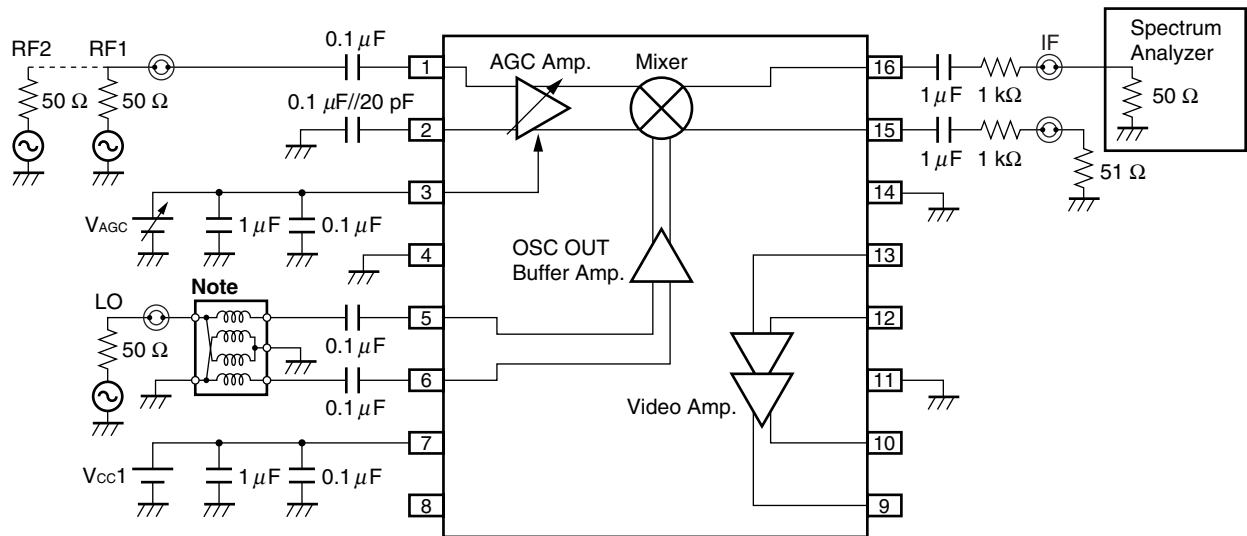 RF2
RF1
0.1 μF
AGC Amp.
Mixer
IF
Spectrum
Analyzer
50 Ω
50 Ω
1
16
1 μF
1 kΩ
50 Ω
0.1 μF//20 pF
2
15
1 μF
1 kΩ
51 Ω
VAGC
1 μF
0.1 μF
3
14
4
OSC OUT
Buffer Amp.
13
LO
Note
50 Ω
0.1 μF
5
12
0.1 μF
6
11
Video Amp.
VCC1
1 μF
0.1 μF
7
10
8
9